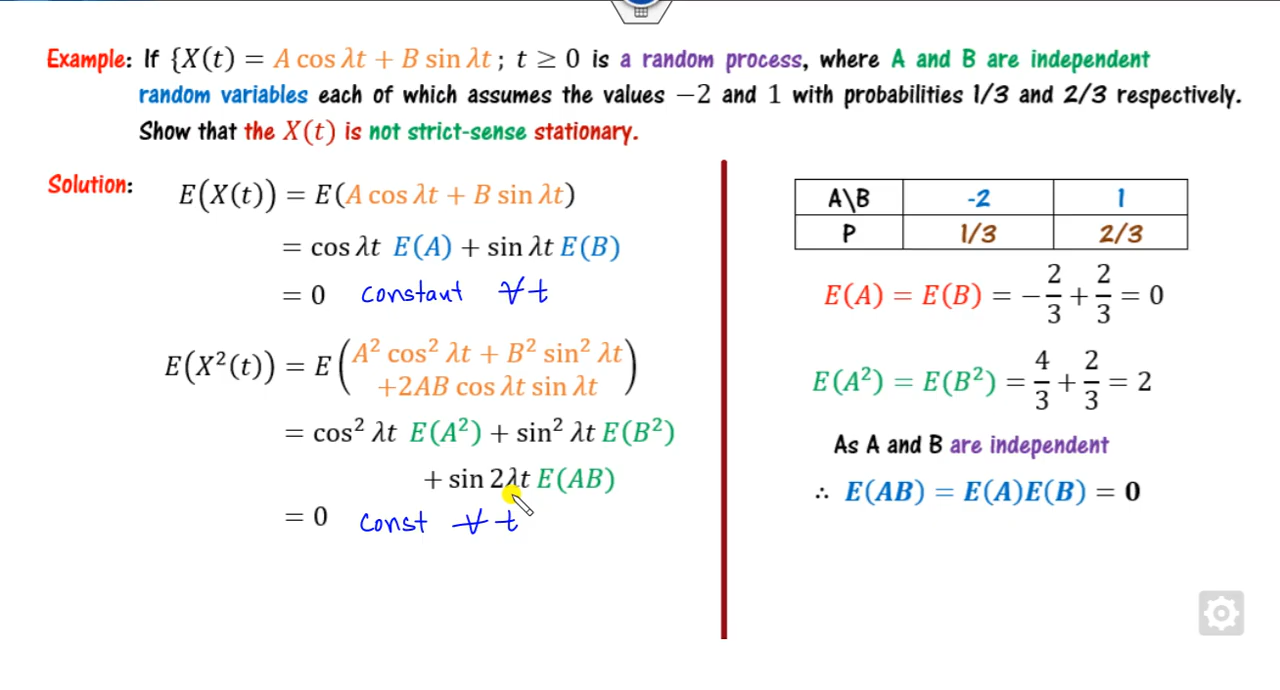 Example: If {X(t) = A cos λt + B sin λt ; t ≥ 0 is a random process, where A and B are independent
random variables each of which assumes the values −2 and 1 with probabilities 1/3 and 2/3 respectively.
Show that the X(t) is not strict-sense stationary.
Solution:
E(X(t)) = E(A cos λt + B sin λt)
= cos λt E(A) + sin λt E(B)
= 0 constant ∀ t
E(X²(t)) = E(A² cos² λt + B² sin² λt
+2AB cos λt sin λt)
= cos² λt E(A²) + sin² λt E(B²)
+ sin 2λt E(AB)
= 0 const ∀ t
A\B -2 1
P 1/3 2/3
E(A) = E(B) = −2/3 + 2/3 = 0
E(A²) = E(B²) = 4/3 + 2/3 = 2
As A and B are independent
∴ E(AB) = E(A)E(B) = 0